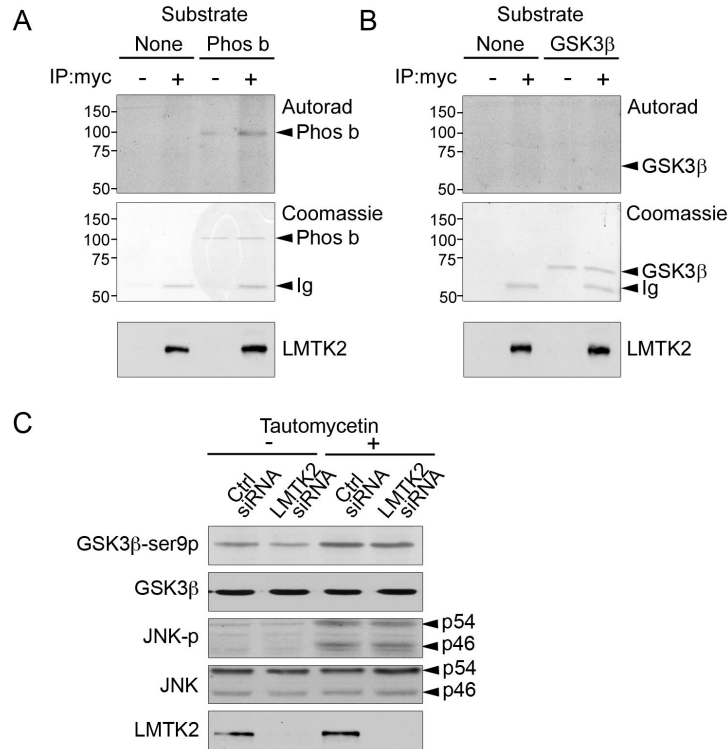 A
Substrate
None Phos b
IP:myc - + - +
Autorad
150
100
75
50
Phos b
Coomassie
150
100
75
50
Phos b
Ig
LMTK2
B
Substrate
None GSK3β
IP:myc - + - +
Autorad
150
100
75
50
GSK3β
Coomassie
150
100
75
50
GSK3β
Ig
LMTK2
C
Tautomycetin
- +
Ctrl siRNA
LMTK2 siRNA
Ctrl siRNA
LMTK2 siRNA
GSK3β-ser9p
GSK3β
JNK-p
p54
p46
JNK
p54
p46
LMTK2